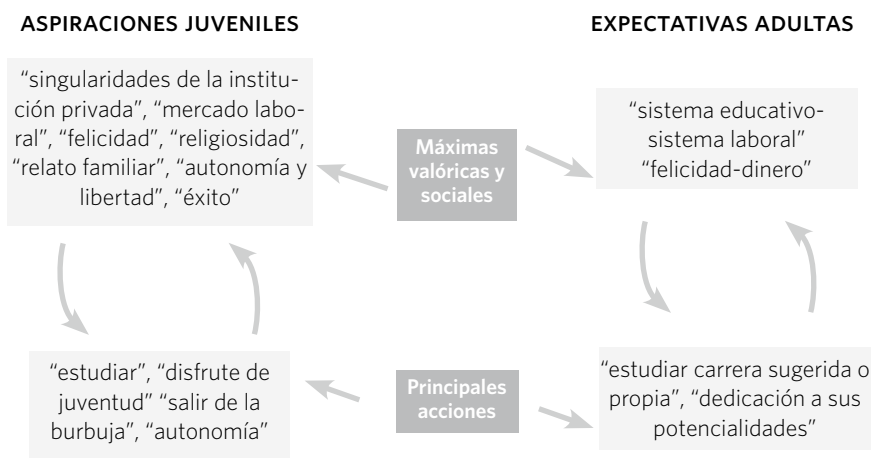 ASPIRACIONES JUVENILES
EXPECTATIVAS ADULTAS
“singularidades de la institu-
ción privada”, “mercado labo-
ral”, “felicidad”, “religiosidad”,
“relato familiar”, “autonomía y
libertad”, “éxito”
Máximas
valóricas y
sociales
“sistema educativo-
sistema laboral”
“felicidad-dinero”
“estudiar”, “disfrute de
juventud” “salir de la
burbuja”, “autonomía”
Principales
acciones
“estudiar carrera sugerida o
propia”, “dedicación a sus
potencialidades”